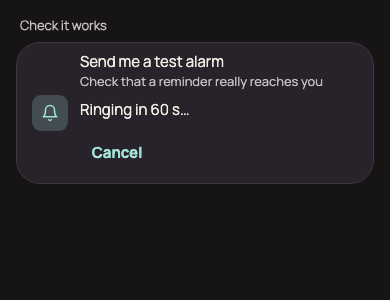 Check it works
Send me a test alarm
Check that a reminder really reaches you
Ringing in 60 s…
Cancel